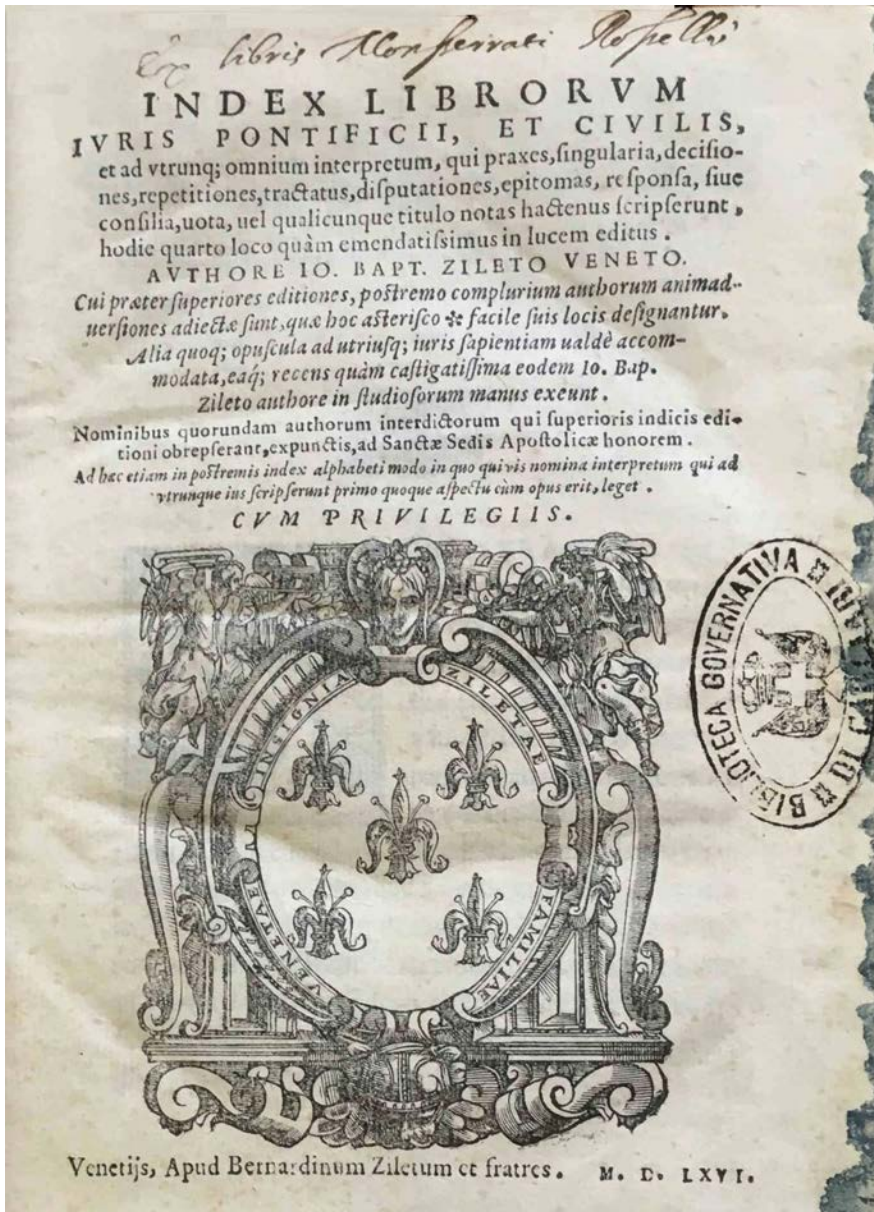 Ex libris Monserrati Rossellò
INDEX LIBRORVM
IVRIS PONTIFICII, ET CIVILIS,
et ad vtrunq; omnium interpretum, qui praxes, ſingularia, deciſio-
nes, repetitiones, tractatus, diſputationes, epitomas, reſponſa, ſiue
conſilia, uota, uel qualicunque titulo notas hactenus ſcripſerunt,
hodie quarto loco quàm emendatiſsimus in lucem editus.
AVTHORE IO. BAPT. ZILETO VENETO.
Cui præter ſuperiores editiones, poſtremo complurium authorum animad-
uerſiones adiectæ ſunt, quæ hoc aſteriſco ✤ facile ſuis locis deſignantur.
Alia quoq; opuſcula ad utriuſq; iuris ſapientiam ualdè accom-
modata, eaq́; recens quàm caſtigatiſſima eodem Io. Bap.
Zileto authore in ſtudioſorum manus exeunt.
Nominibus quorundam authorum interdictorum qui ſuperioris indicis edi-
tioni obrepſerant, expunctis, ad Sanctæ Sedis Apoſtolicæ honorem.
Ad hæc etiam in poſtremis index alphabeti modo in quo quivis nomina interpretum qui ad
vtrunque ius ſcripſerunt primo quoque aſpectu cùm opus erit, leget.
CVM PRIVILEGIIS.
INSIGNIA ZILETAE
VENETAE FAMILIAE
BIBLIOTECA GOVERNATIVA DI CAGLIARI
Venetijs, Apud Bernardinum Ziletum et fratres. M. D. LXVI.